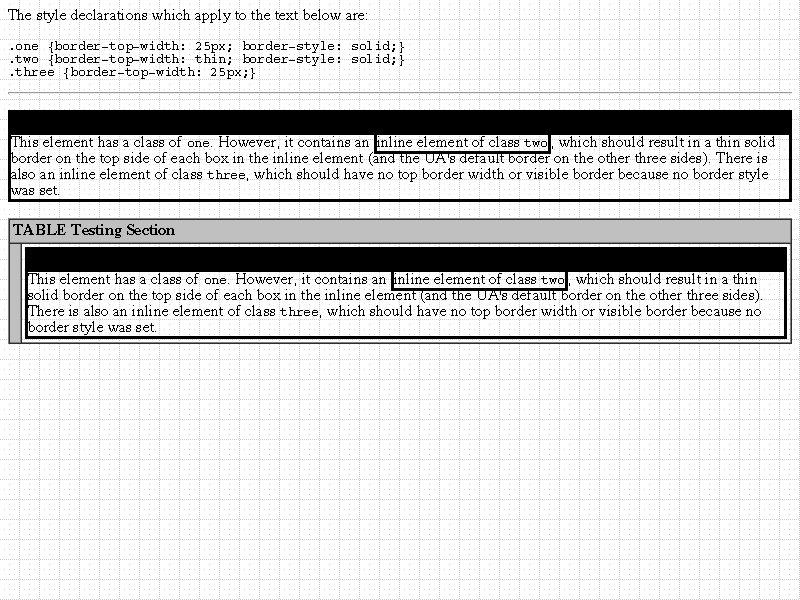 The style declarations which apply to the text below are:
.one {border-top-width: 25px; border-style: solid;}
.two {border-top-width: thin; border-style: solid;}
.three {border-top-width: 25px;}
This element has a class of one. However, it contains an inline element of class two, which should result in a thin solid
border on the top side of each box in the inline element (and the UA's default border on the other three sides). There is
also an inline element of class three, which should have no top border width or visible border because no border style
was set.
TABLE Testing Section
This element has a class of one. However, it contains an inline element of class two, which should result in a thin
solid border on the top side of each box in the inline element (and the UA's default border on the other three sides).
There is also an inline element of class three, which should have no top border width or visible border because no
border style was set.